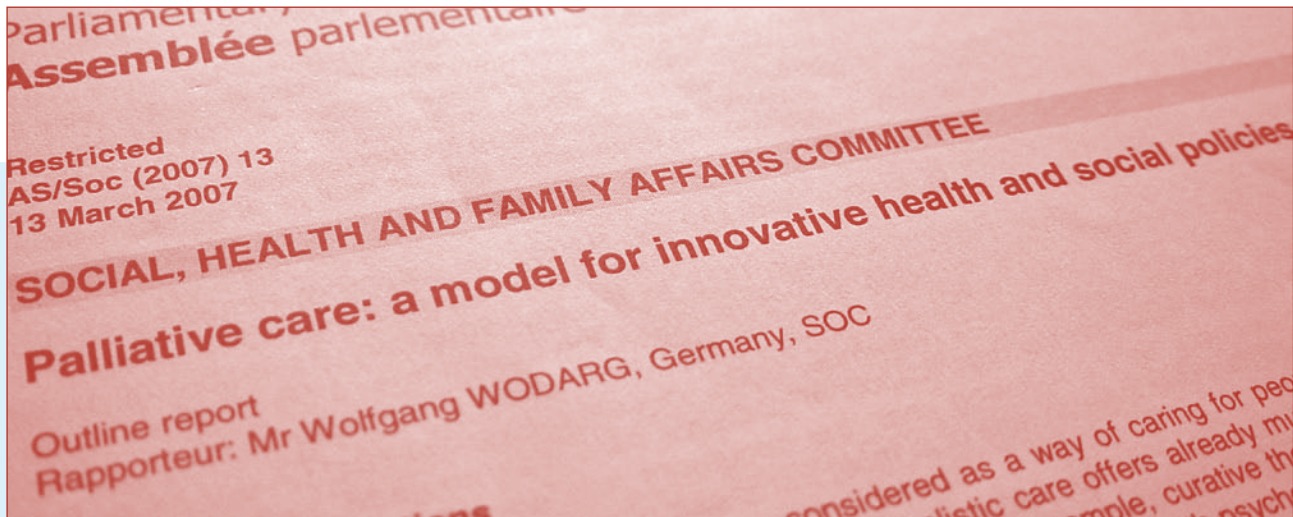 Parliamentary
Assemblée parlementaire
Restricted
AS/Soc (2007) 13
13 March 2007
SOCIAL, HEALTH AND FAMILY AFFAIRS COMMITTEE
Palliative care: a model for innovative health and social policies
Outline report
Rapporteur: Mr Wolfgang WODARG, Germany, SOC
considered as a way of caring for
care offers already
curative